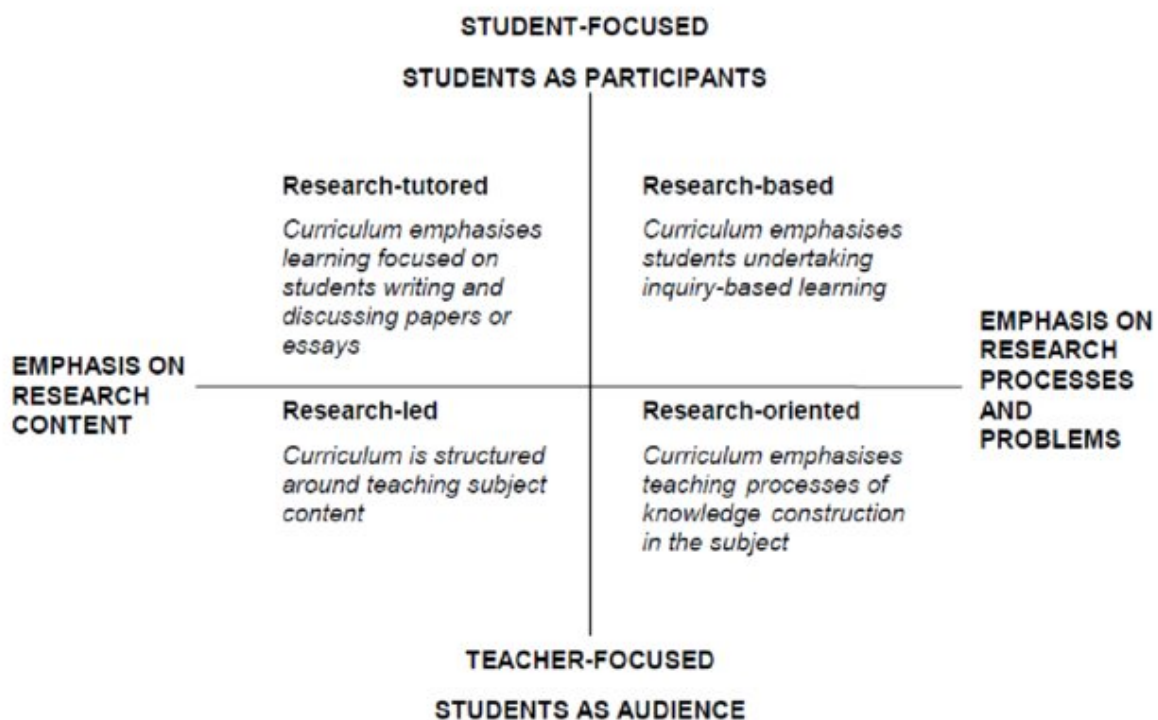 STUDENT-FOCUSED
STUDENTS AS PARTICIPANTS
Research-tutored
Curriculum emphasises
learning focused on
students writing and
discussing papers or
essays
Research-based
Curriculum emphasises
students undertaking
inquiry-based learning
EMPHASIS ON
RESEARCH
CONTENT
EMPHASIS ON
RESEARCH
PROCESSES
AND
PROBLEMS
Research-led
Curriculum is structured
around teaching subject
content
Research-oriented
Curriculum emphasises
teaching processes of
knowledge construction
in the subject
TEACHER-FOCUSED
STUDENTS AS AUDIENCE